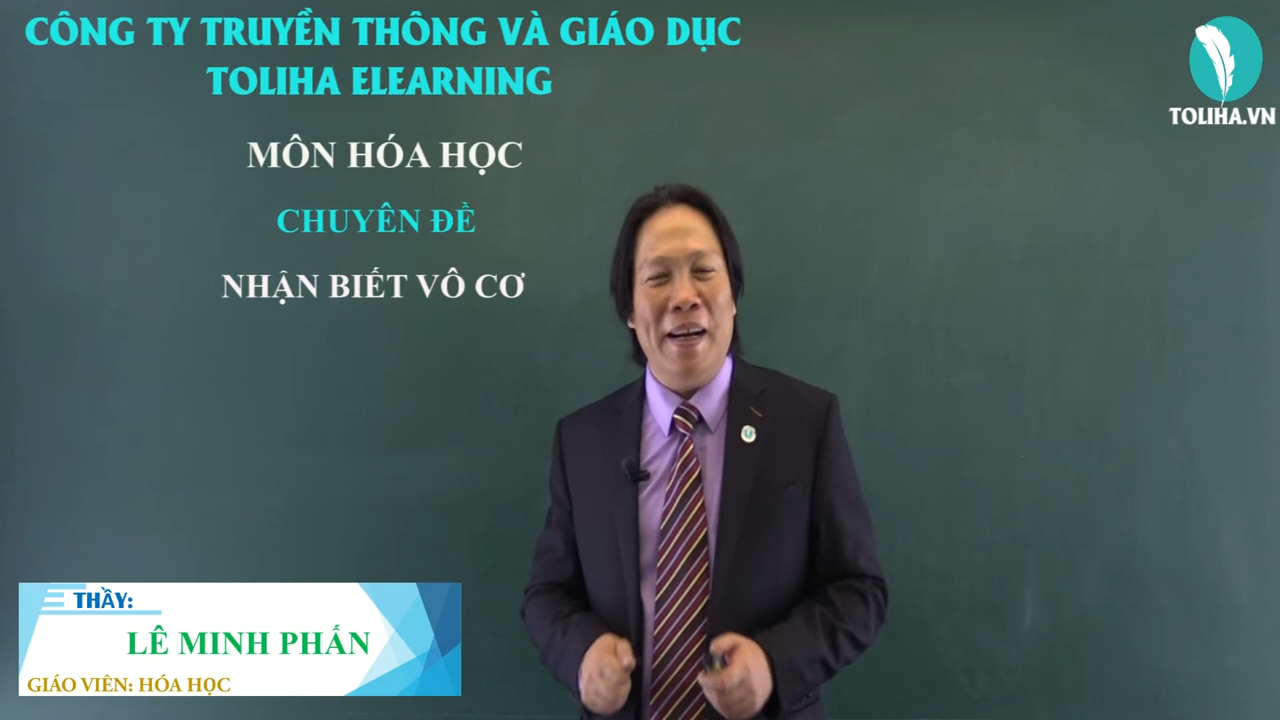 CÔNG TY TRUYỀN THÔNG VÀ GIÁO DỤC
TOLIHA ELEARNING
TOLIHA.VN
MÔN HÓA HỌC
CHUYÊN ĐỀ
NHẬN BIẾT VÔ CƠ
THẦY:
LÊ MINH PHẤN
GIÁO VIÊN: HÓA HỌC